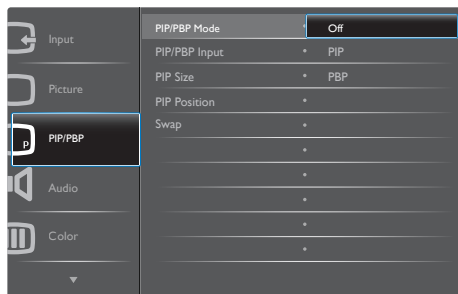 Input
Picture
P
PIP/PBP
Audio
Color
PIP/PBP Mode • Off
PIP/PBP Input • PIP
PIP Size • PBP
PIP Position •
Swap •
•
•
•
•
•